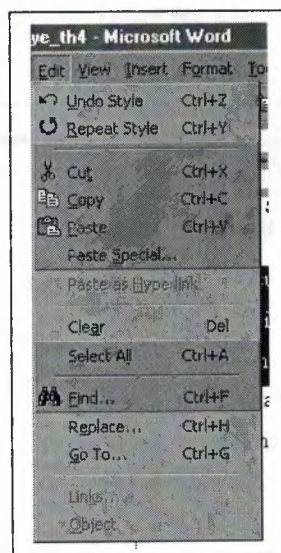 ye_th4 - Microsoft Word
Edit View Insert Format To
Undo Style Ctrl+Z
Repeat Style Ctrl+Y
Cut Ctrl+X
Copy Ctrl+C
Paste Ctrl+V
Paste Special...
Paste as Hyperlink
Clear Del
Select All Ctrl+A
Find... Ctrl+F
Replace... Ctrl+H
Go To... Ctrl+G
Links...
Object